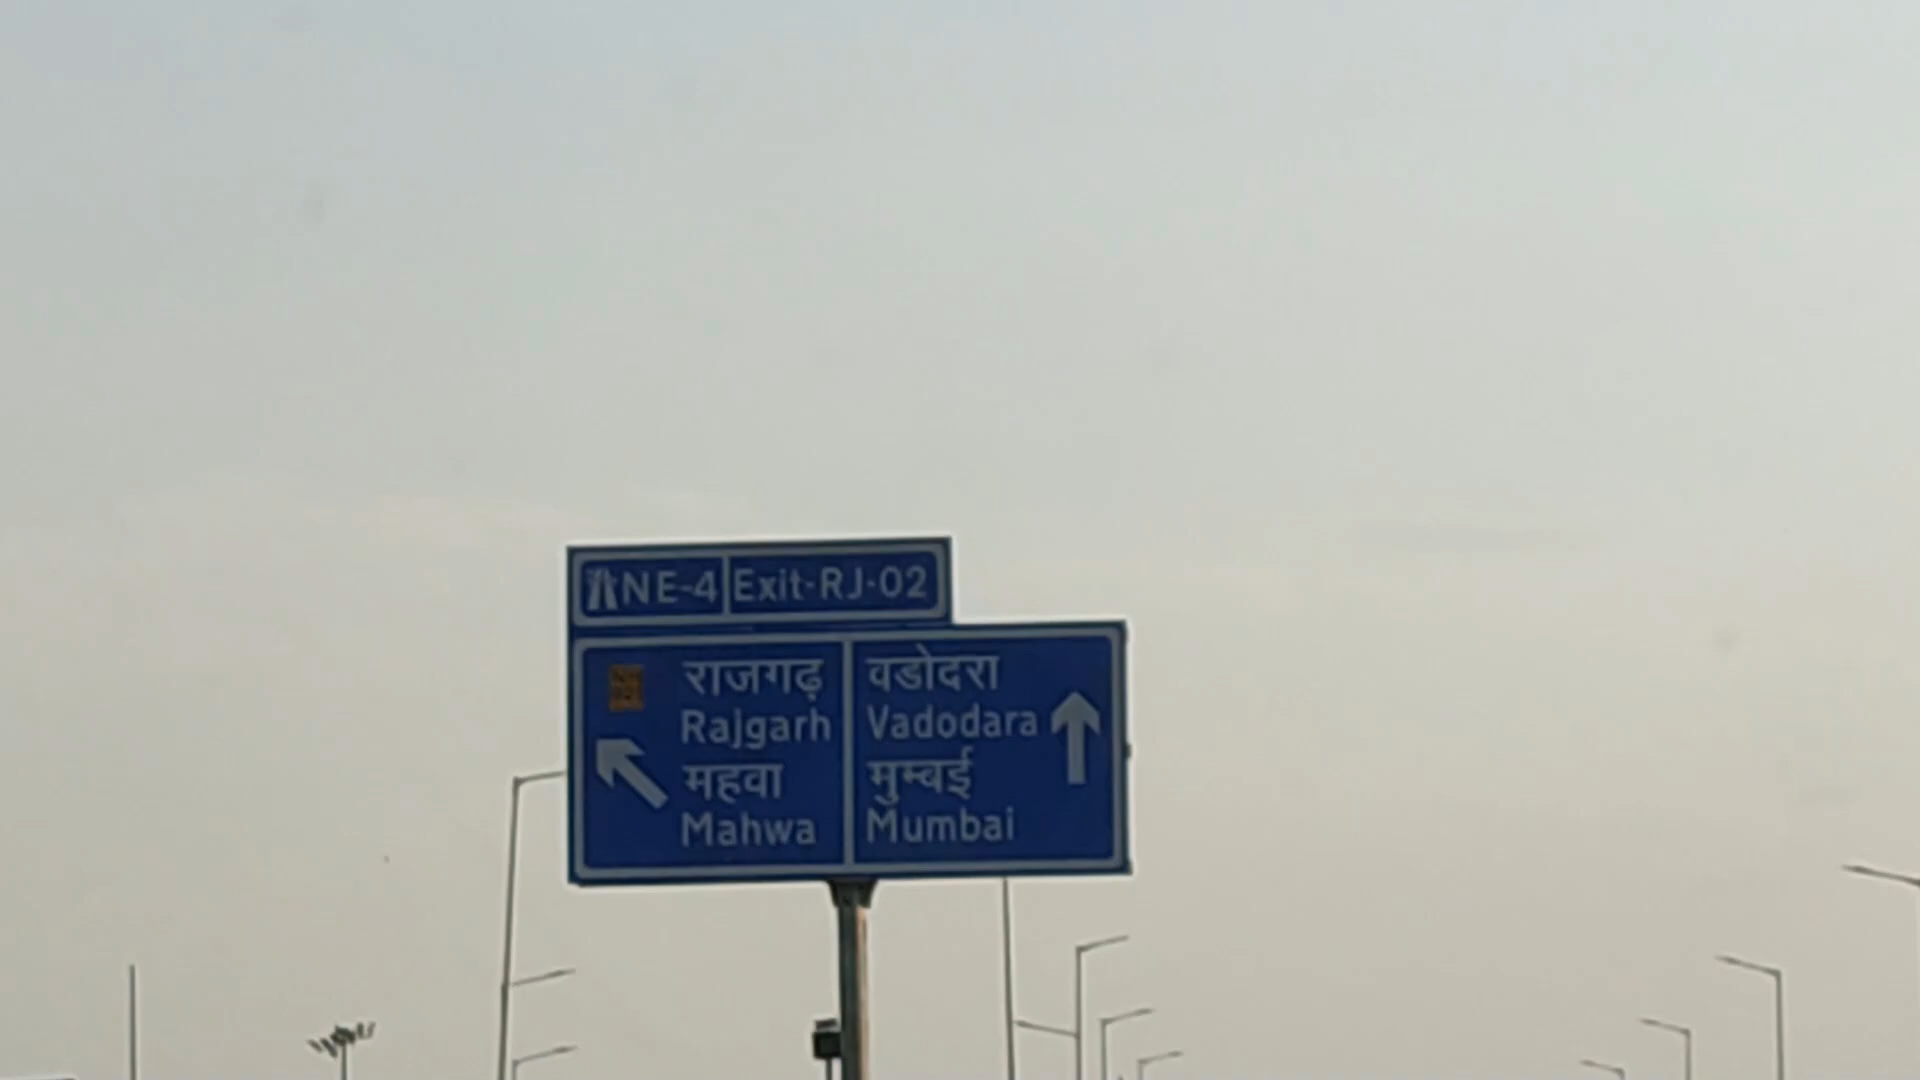 NE-4 Exit-RJ-02
राजगढ़
Rajgarh
महवा
Mahwa
वडोदरा
Vadodara
मुम्बई
Mumbai